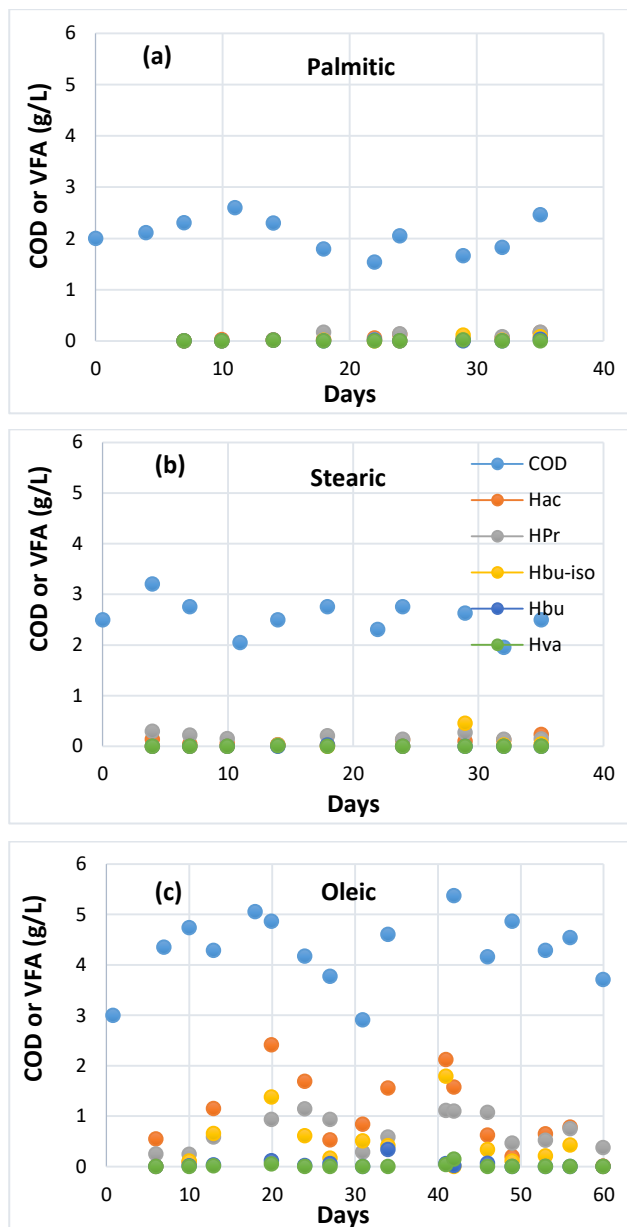 (a)
Palmitic
COD or VFA (g/L)
6
5
4
3
2
1
0
0 10 20 30 40
Days
(b)
Stearic
COD or VFA (g/L)
6
5
4
3
2
1
0
COD
Hac
HPr
Hbu-iso
Hbu
Hva
0 10 20 30 40
Days
(c)
Oleic
COD or VFA (g/L)
6
5
4
3
2
1
0
0 10 20 30 40 50 60
Days